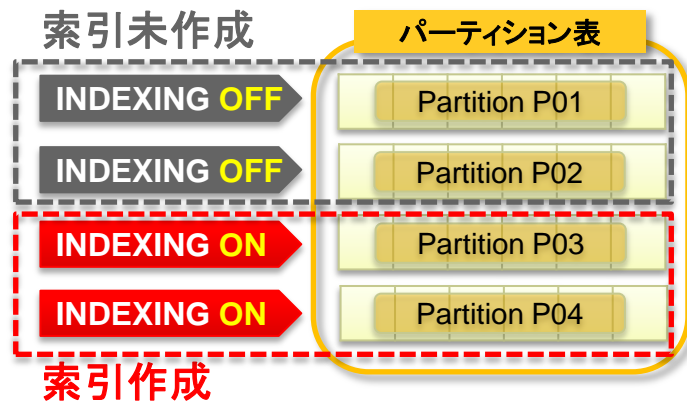 索引未作成
パーティション表
INDEXING OFF
Partition P01
INDEXING OFF
Partition P02
INDEXING ON
Partition P03
INDEXING ON
Partition P04
索引作成